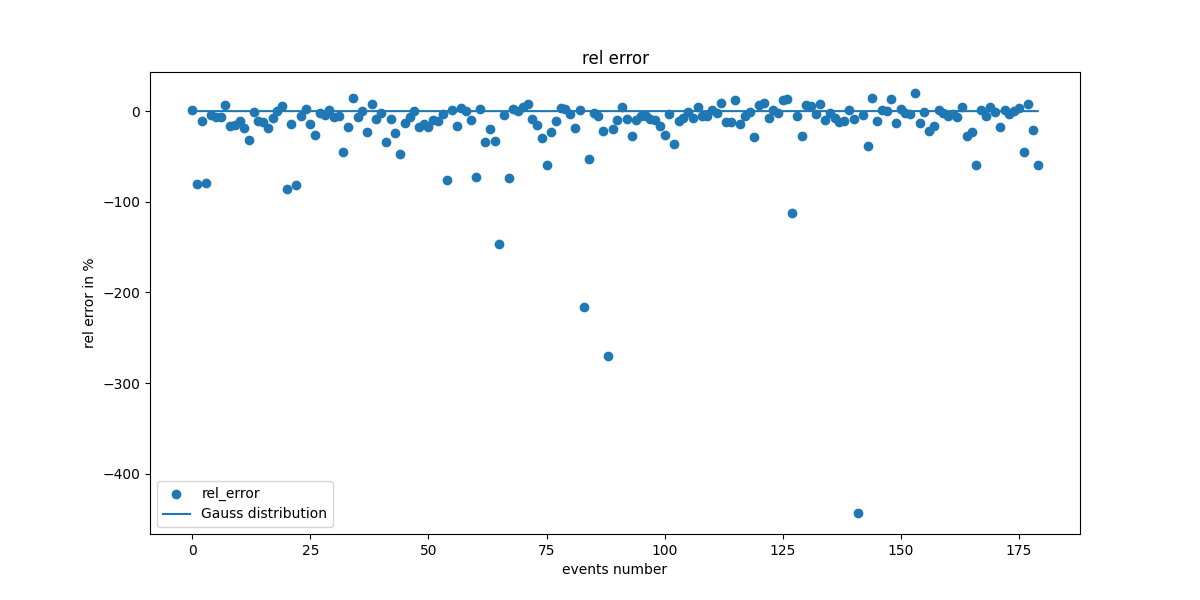 rel error
rel error in %
0
−100
−200
−300
−400
rel_error
Gauss distribution
0 25 50 75 100 125 150 175
events number